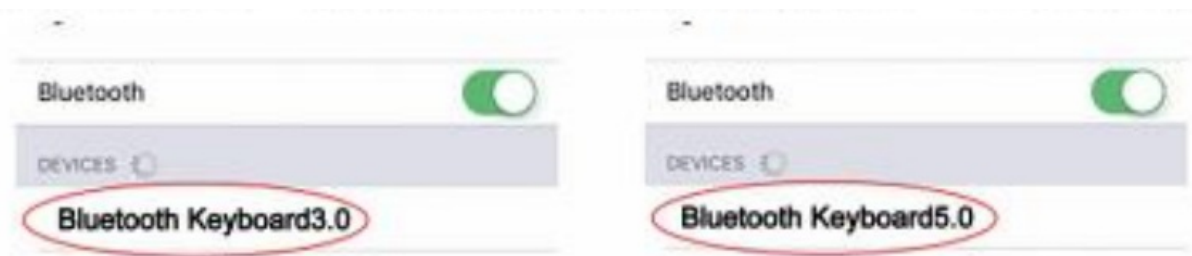 Bluetooth
DEVICES
Bluetooth Keyboard3.0
Bluetooth
DEVICES
Bluetooth Keyboard5.0